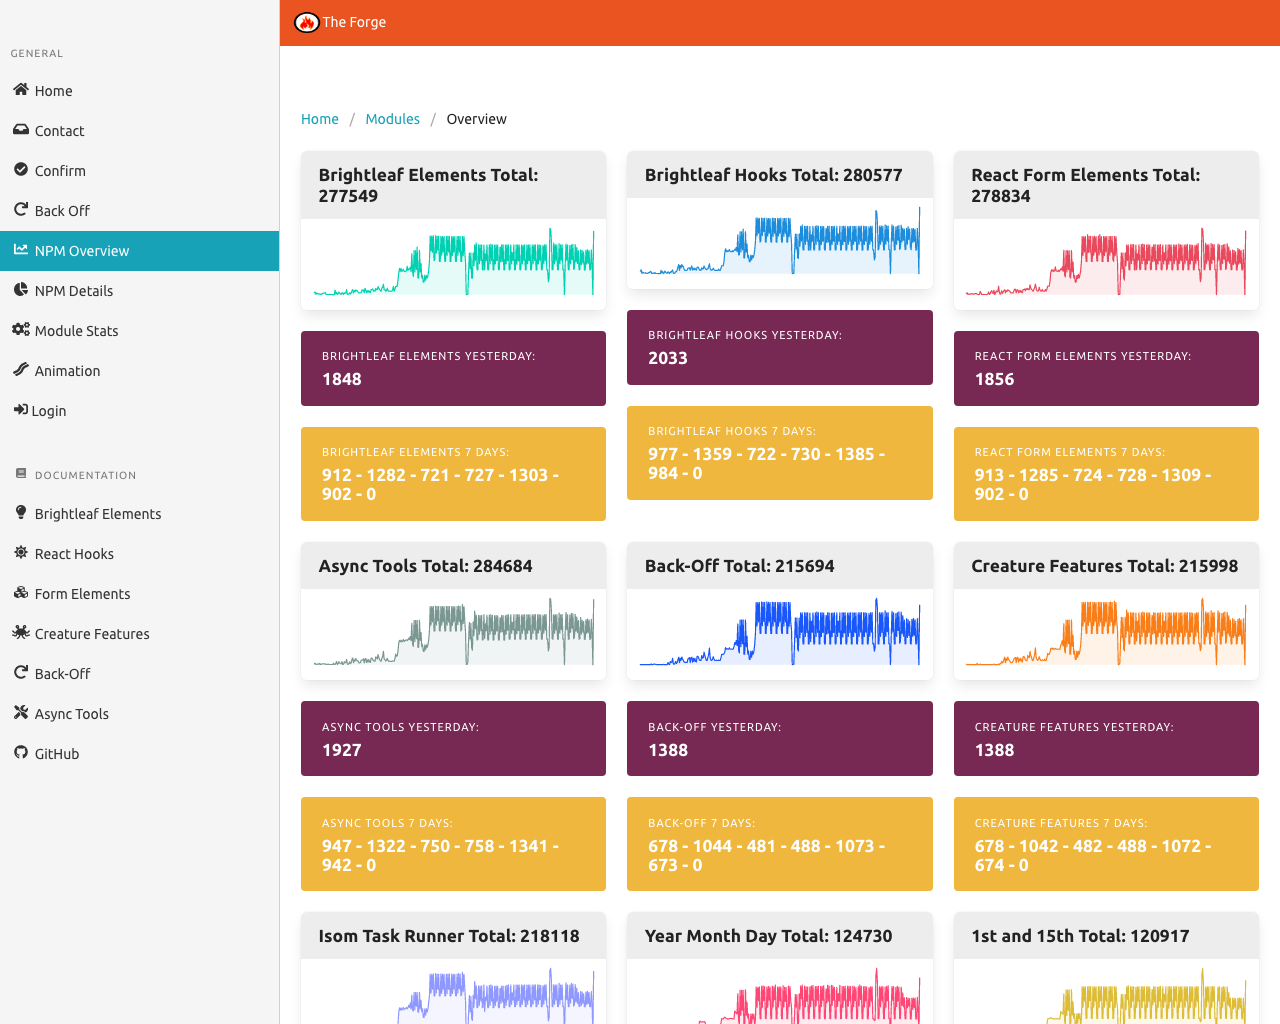 The Forge
GENERAL
Home
Contact
Confirm
Back Off
NPM Overview
NPM Details
Module Stats
Animation
Login
DOCUMENTATION
Brightleaf Elements
React Hooks
Form Elements
Creature Features
Back-Off
Async Tools
GitHub
Home / Modules / Overview
Brightleaf Elements Total:
277549
BRIGHTLEAF ELEMENTS YESTERDAY:
1848
BRIGHTLEAF ELEMENTS 7 DAYS:
912 - 1282 - 721 - 727 - 1303 -
902 - 0
Brightleaf Hooks Total: 280577
BRIGHTLEAF HOOKS YESTERDAY:
2033
BRIGHTLEAF HOOKS 7 DAYS:
977 - 1359 - 722 - 730 - 1385 -
984 - 0
React Form Elements Total:
278834
REACT FORM ELEMENTS YESTERDAY:
1856
REACT FORM ELEMENTS 7 DAYS:
913 - 1285 - 724 - 728 - 1309 -
902 - 0
Async Tools Total: 284684
ASYNC TOOLS YESTERDAY:
1927
ASYNC TOOLS 7 DAYS:
947 - 1322 - 750 - 758 - 1341 -
942 - 0
Back-Off Total: 215694
BACK-OFF YESTERDAY:
1388
BACK-OFF 7 DAYS:
678 - 1044 - 481 - 488 - 1073 -
673 - 0
Creature Features Total: 215998
CREATURE FEATURES YESTERDAY:
1388
CREATURE FEATURES 7 DAYS:
678 - 1042 - 482 - 488 - 1072 -
674 - 0
Isom Task Runner Total: 218118
Year Month Day Total: 124730
1st and 15th Total: 120917